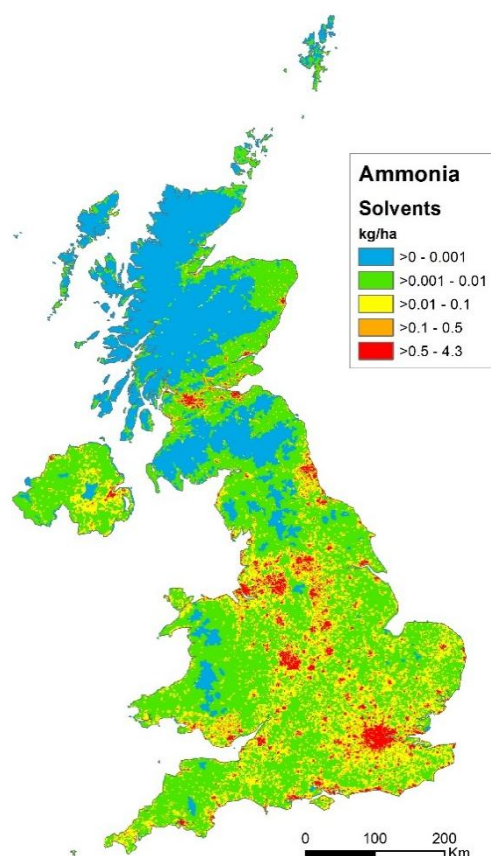 Ammonia
Solvents
kg/ha
>0 - 0.001
>0.001 - 0.01
>0.01 - 0.1
>0.1 - 0.5
>0.5 - 4.3
0 100 200
Km